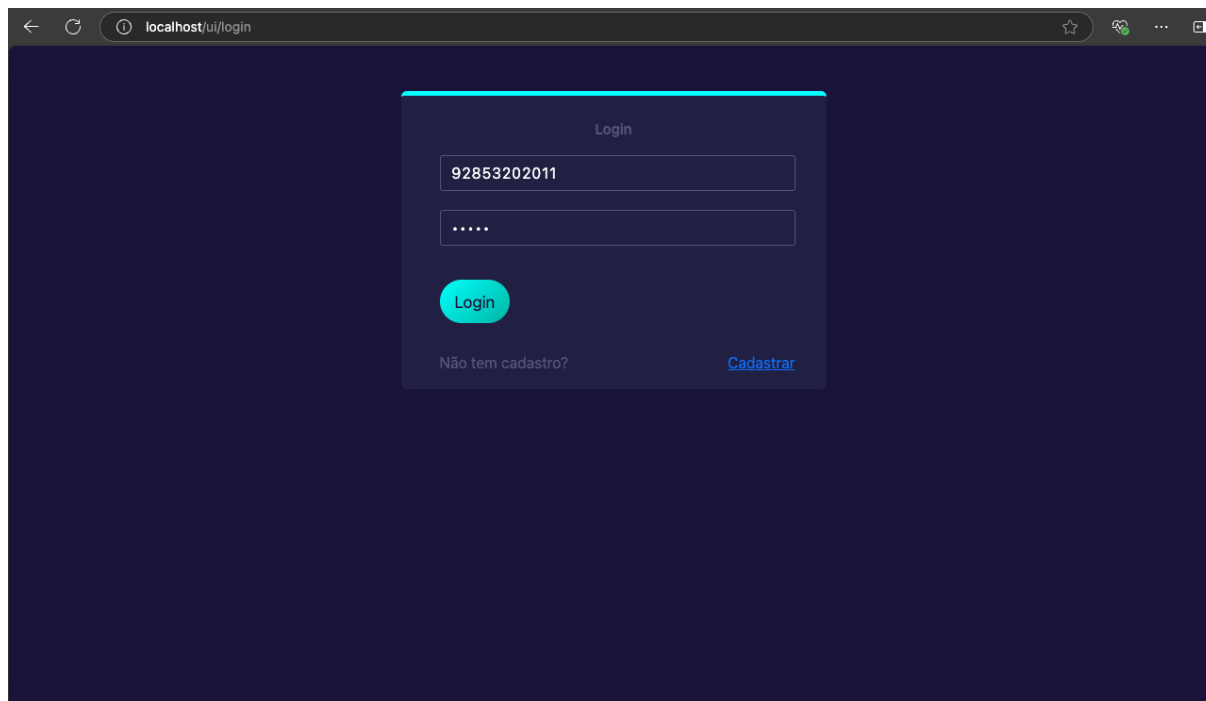 localhost/ui/login
Login
92853202011
•••••
Login
Não tem cadastro? Cadastrar